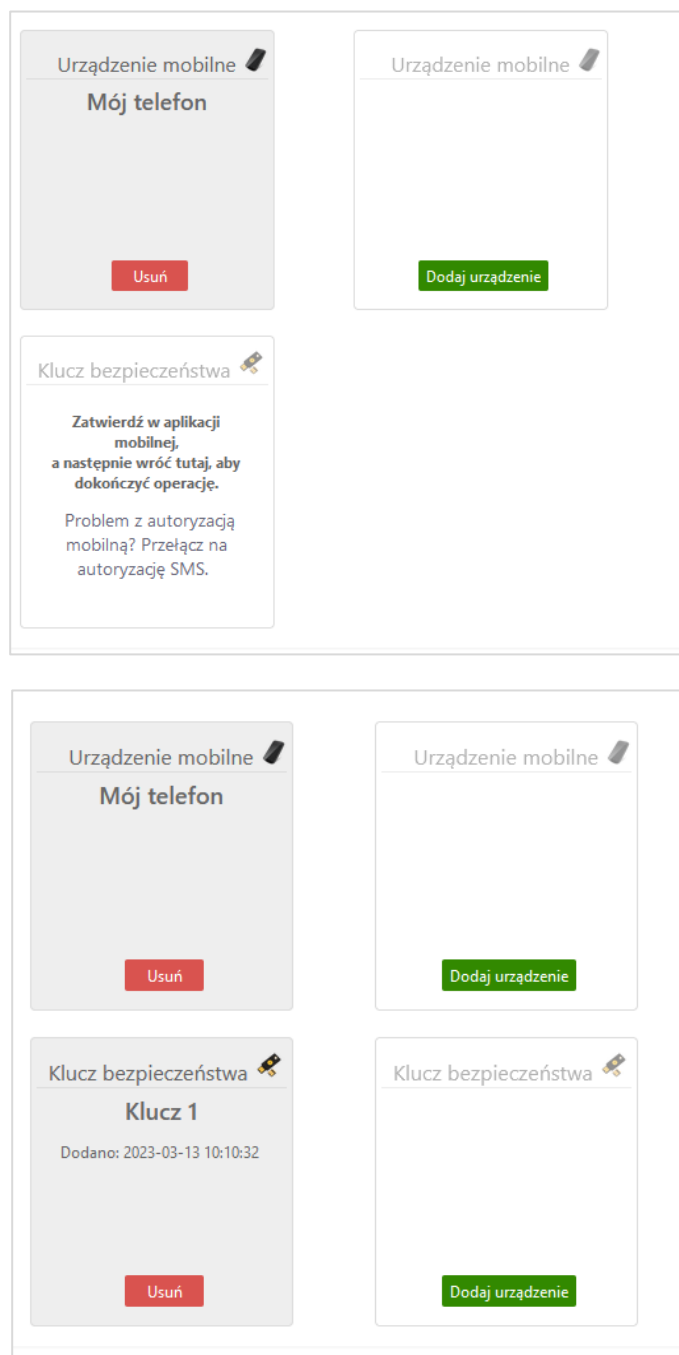 Urządzenie mobilne
Mój telefon
Usuń
Urządzenie mobilne
Dodaj urządzenie
Klucz bezpieczeństwa
Zatwierdź w aplikacji
mobilnej,
a następnie wróć tutaj, aby
dokończyć operację.
Problem z autoryzacją
mobilną? Przełącz na
autoryzację SMS.
Urządzenie mobilne
Mój telefon
Usuń
Urządzenie mobilne
Dodaj urządzenie
Klucz bezpieczeństwa
Klucz 1
Dodano: 2023-03-13 10:10:32
Usuń
Klucz bezpieczeństwa
Dodaj urządzenie